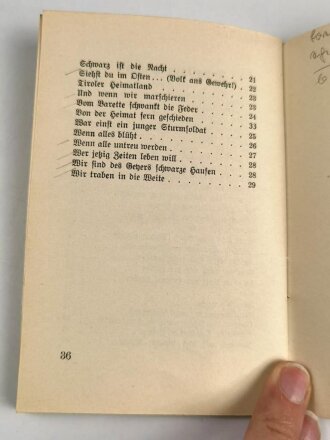 Schwarz ist die Nacht . . . . . . . . . . 21
Siehst du im Osten . . . (Volk ans Gewehr!) . . 21
Tiroler Heimatland . . . . . . . . . . 22
Und wenn wir marschieren . . . . . . . . 22
Vom Barette schwankt die Feder . . . . . . 23
Von der Heimat fern geschieden . . . . . . 33
War einst ein junger Sturmsoldat . . . . . . 25
Wenn alles blüht . . . . . . . . . . . 26
Wenn alle untreu werden . . . . . . . . 27
Wer jetzig Zeiten leben will . . . . . . . 28
Wir sind des Geyers schwarze Haufen . . . . 28
Wir traben in die Weite . . . . . . . . 29
36